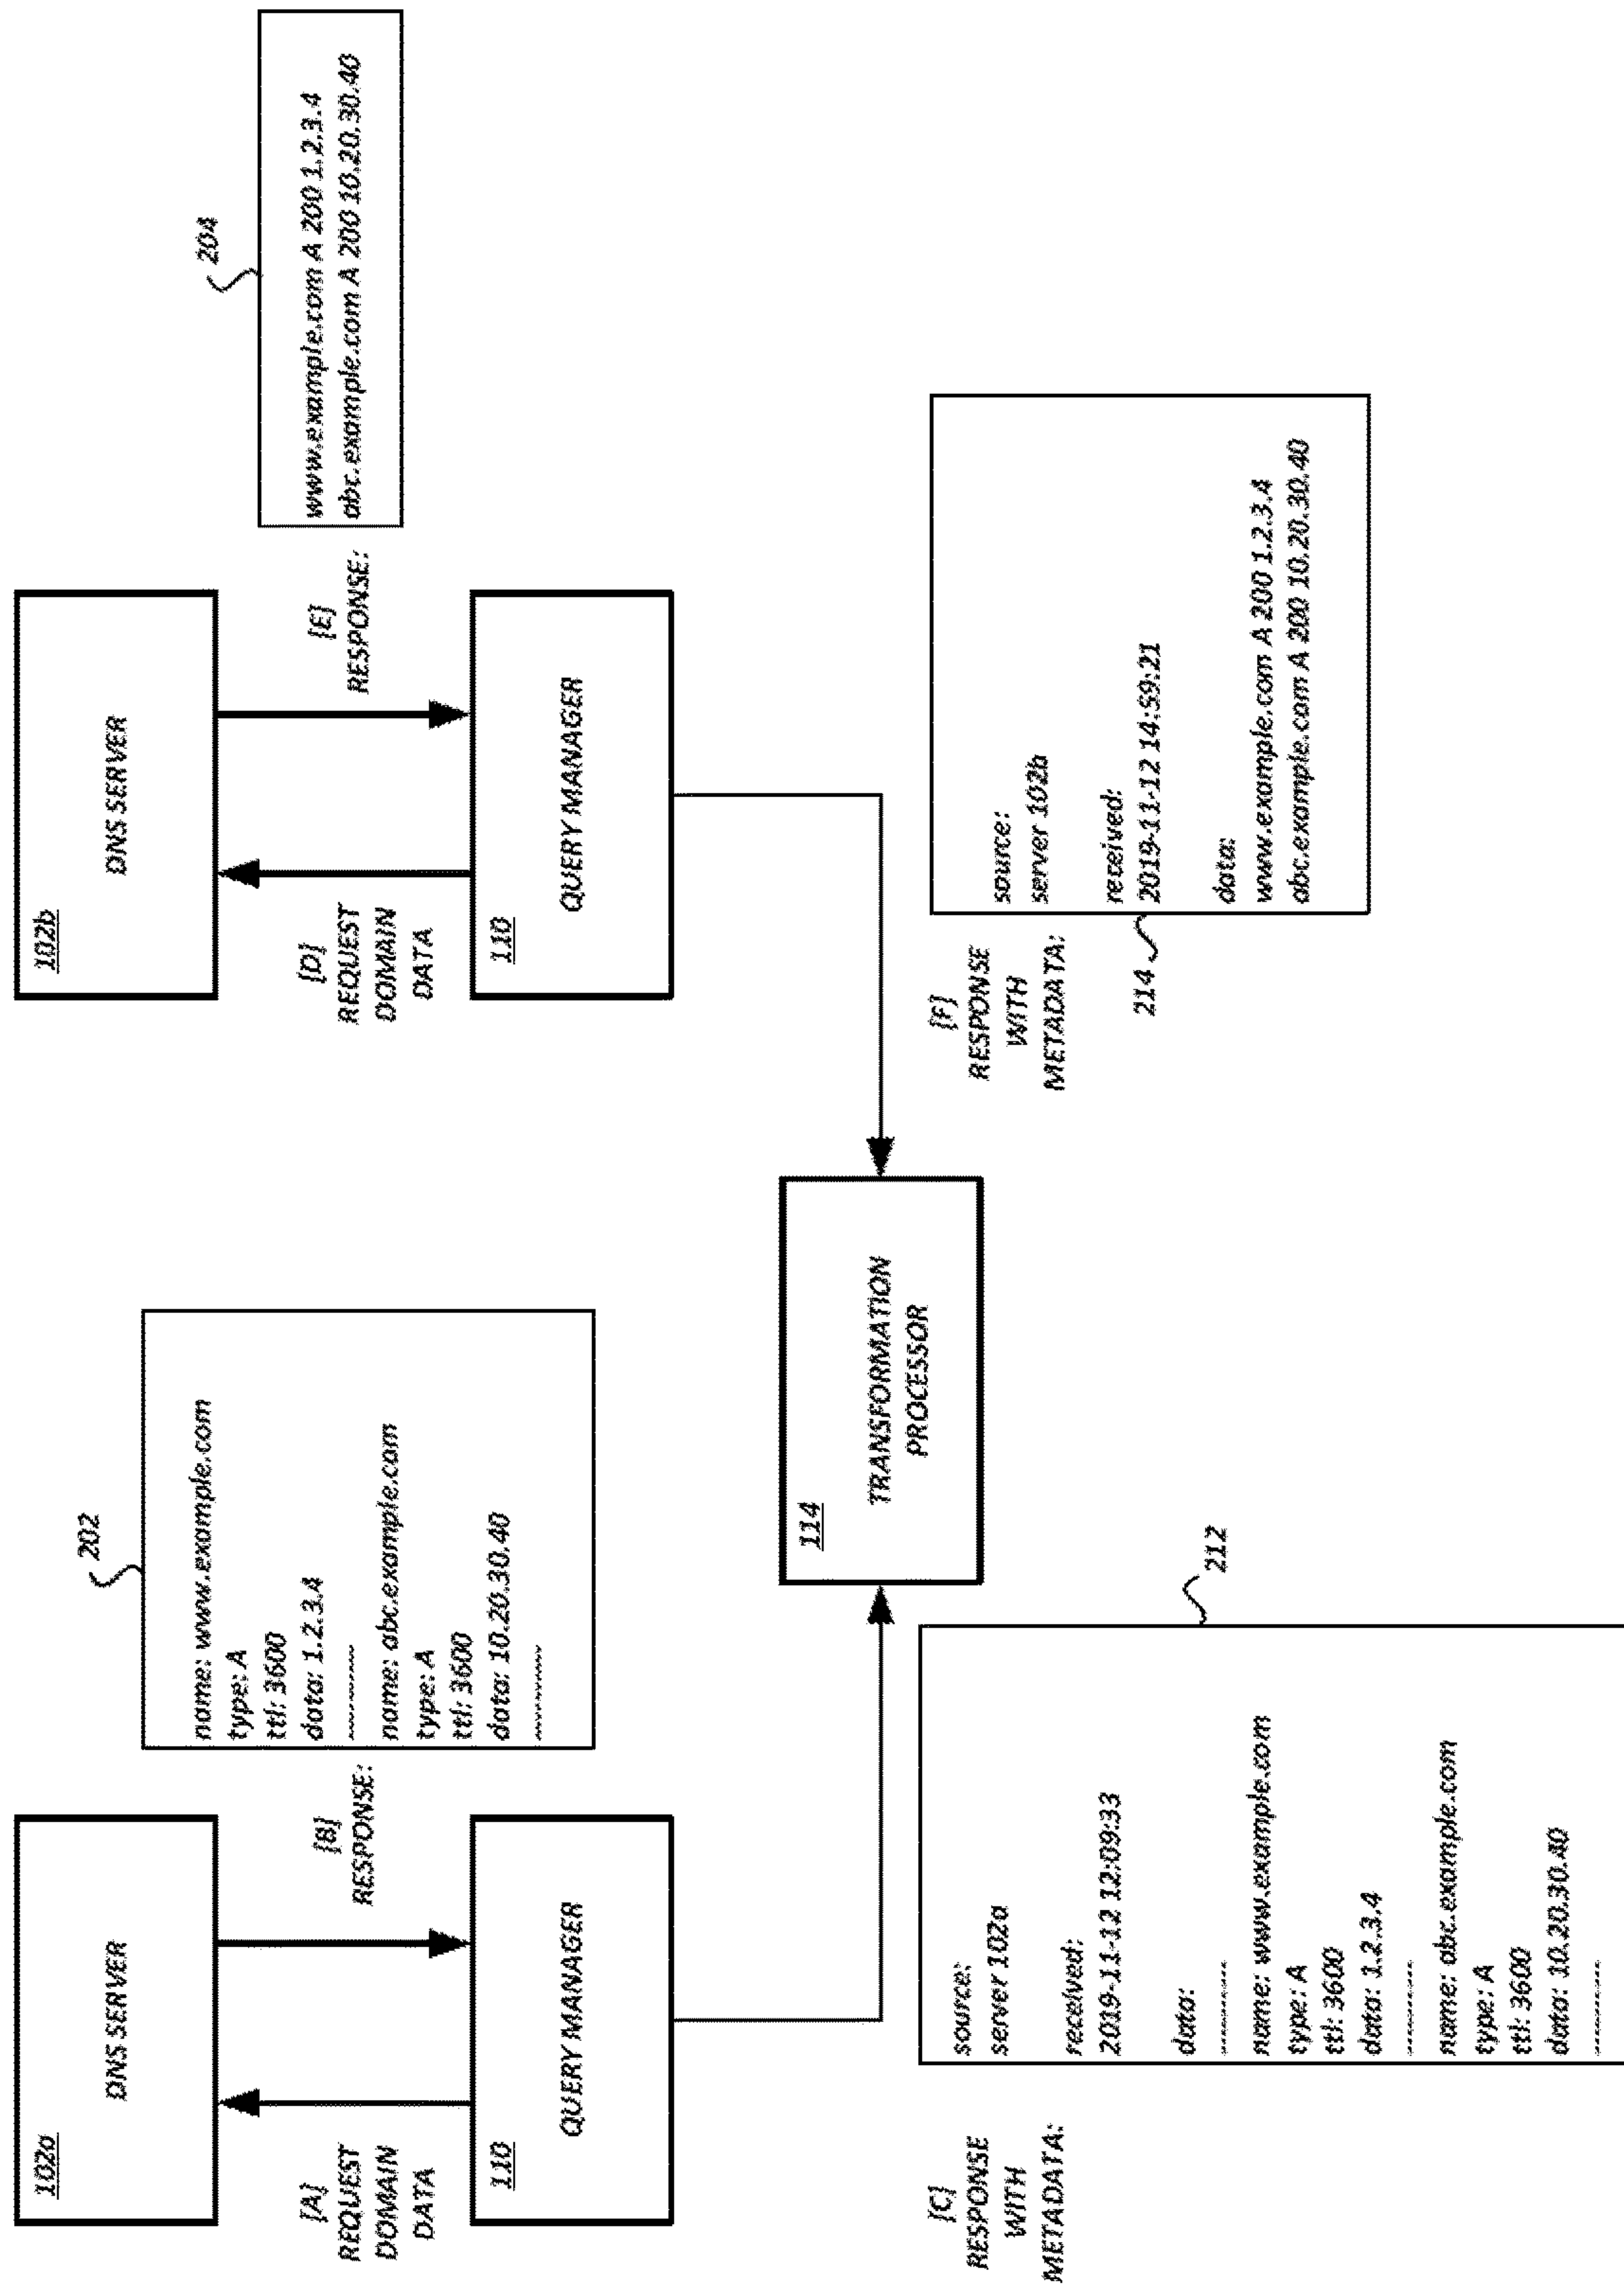 102a
DNS SERVER
[A]
REQUEST
DOMAIN
DATA
[B]
RESPONSE:
202
name: www.example.com
type: A
ttl: 3600
data: 1.2.3.4
----------
name: abc.example.com
type: A
ttl: 3600
data: 10.20.30.40
----------
110
QUERY MANAGER
102b
DNS SERVER
[D]
REQUEST
DOMAIN
DATA
[E]
RESPONSE:
204
www.example.com A 200 1.2.3.4
abc.example.com A 200 10.20.30.40
110
QUERY MANAGER
114
TRANSFORMATION
PROCESSOR
[C]
RESPONSE
WITH
METADATA:
212
source:
server 102a
received:
2019-11-12 12:09:33
data:
----------
name: www.example.com
type: A
ttl: 3600
data: 1.2.3.4
----------
name: abc.example.com
type: A
ttl: 3600
data: 10.20.30.40
----------
[F]
RESPONSE
WITH
METADATA:
214
source:
server 102b
received:
2019-11-12 14:59:21
data:
www.example.com A 200 1.2.3.4
abc.example.com A 200 10.20.30.40